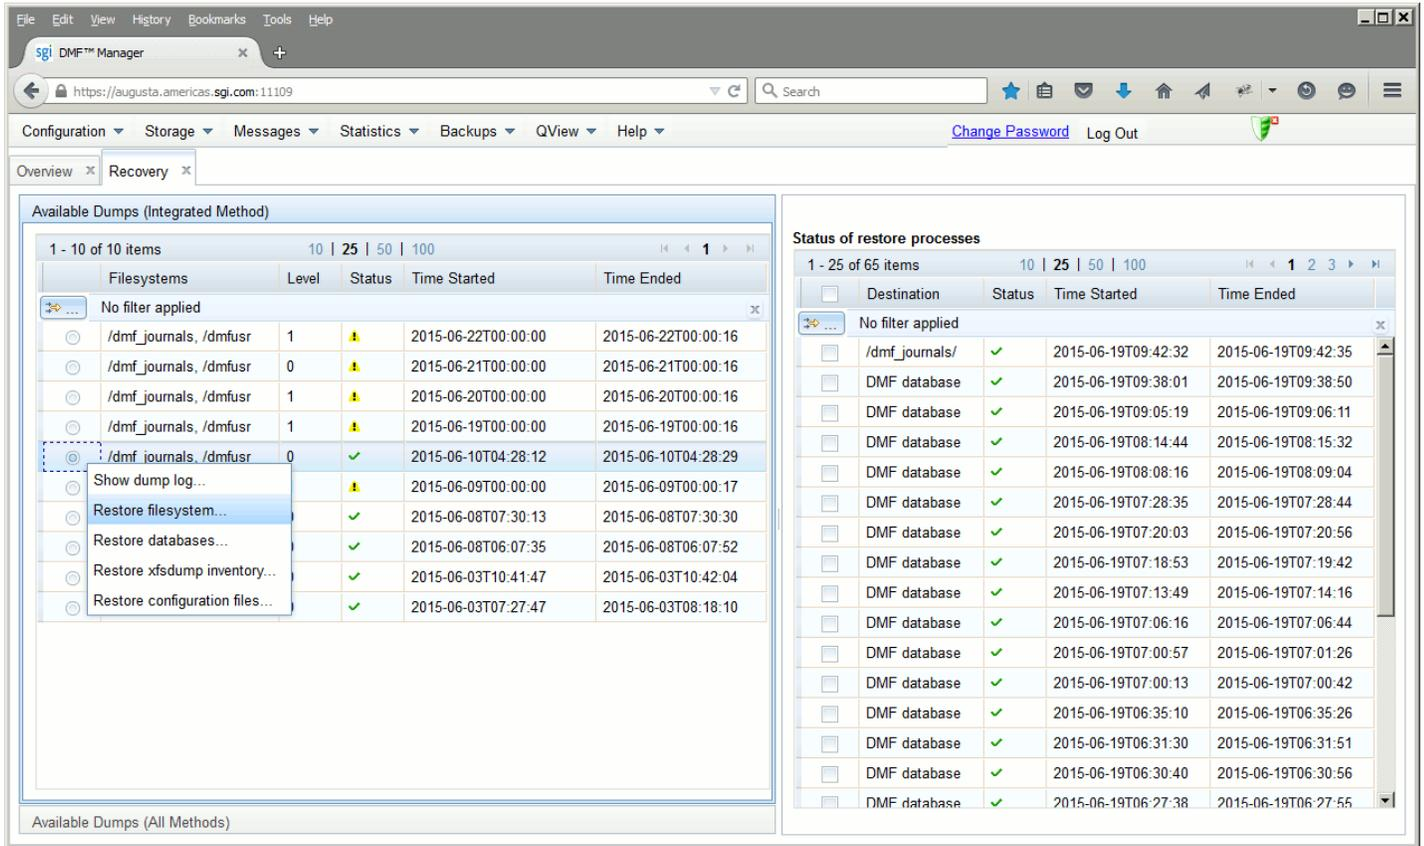 File Edit View History Bookmarks Tools Help
sgi DMF™ Manager
https://augusta.americas.sgi.com:11109 Search
Configuration Storage Messages Statistics Backups QView Help Change Password Log Out
Overview Recovery
Available Dumps (Integrated Method)
1 - 10 of 10 items 10 | 25 | 50 | 100 1
Filesystems Level Status Time Started Time Ended
... No filter applied
/dmf_journals, /dmfusr 1 2015-06-22T00:00:00 2015-06-22T00:00:16
/dmf_journals, /dmfusr 0 2015-06-21T00:00:00 2015-06-21T00:00:16
/dmf_journals, /dmfusr 1 2015-06-20T00:00:00 2015-06-20T00:00:16
/dmf_journals, /dmfusr 1 2015-06-19T00:00:00 2015-06-19T00:00:16
/dmf_journals, /dmfusr 0 2015-06-10T04:28:12 2015-06-10T04:28:29
2015-06-09T00:00:00 2015-06-09T00:00:17
2015-06-08T07:30:13 2015-06-08T07:30:30
2015-06-08T06:07:35 2015-06-08T06:07:52
2015-06-03T10:41:47 2015-06-03T10:42:04
2015-06-03T07:27:47 2015-06-03T08:18:10
Show dump log...
Restore filesystem...
Restore databases...
Restore xfsdump inventory...
Restore configuration files...
Available Dumps (All Methods)
Status of restore processes
1 - 25 of 65 items 10 | 25 | 50 | 100 1 2 3
Destination Status Time Started Time Ended
... No filter applied
/dmf_journals/ 2015-06-19T09:42:32 2015-06-19T09:42:35
DMF database 2015-06-19T09:38:01 2015-06-19T09:38:50
DMF database 2015-06-19T09:05:19 2015-06-19T09:06:11
DMF database 2015-06-19T08:14:44 2015-06-19T08:15:32
DMF database 2015-06-19T08:08:16 2015-06-19T08:09:04
DMF database 2015-06-19T07:28:35 2015-06-19T07:28:44
DMF database 2015-06-19T07:20:03 2015-06-19T07:20:56
DMF database 2015-06-19T07:18:53 2015-06-19T07:19:42
DMF database 2015-06-19T07:13:49 2015-06-19T07:14:16
DMF database 2015-06-19T07:06:16 2015-06-19T07:06:44
DMF database 2015-06-19T07:00:57 2015-06-19T07:01:26
DMF database 2015-06-19T07:00:13 2015-06-19T07:00:42
DMF database 2015-06-19T06:35:10 2015-06-19T06:35:26
DMF database 2015-06-19T06:31:30 2015-06-19T06:31:51
DMF database 2015-06-19T06:30:40 2015-06-19T06:30:56
DMF database 2015-06-19T06:27:38 2015-06-19T06:27:55